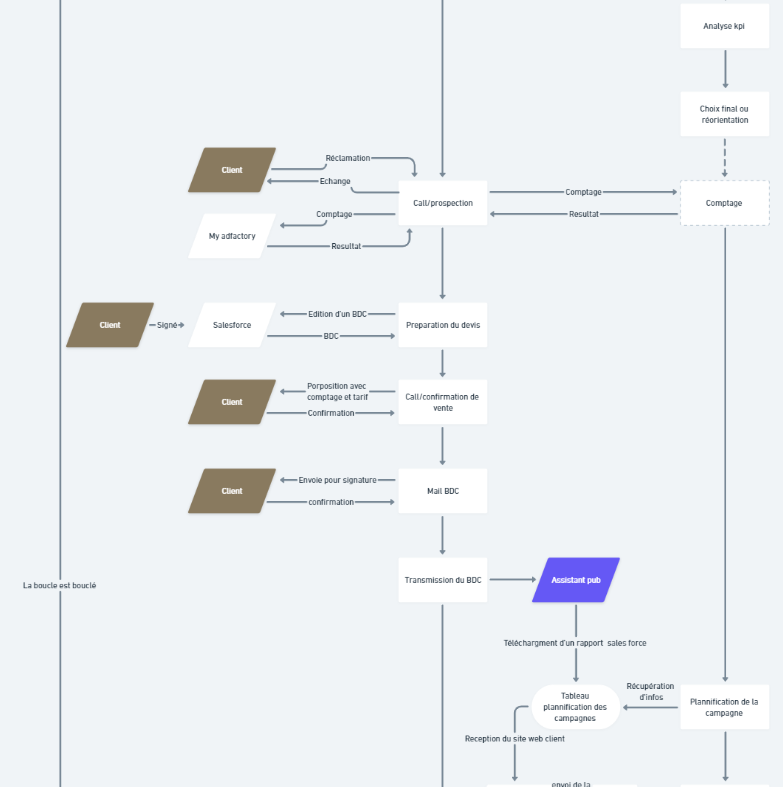 Analyse kpi
Choix final ou
réorientation
Client
Réclamation
Echange
Call/prospection
Comptage
Resultat
Comptage
My adfactory
Comptage
Resultat
Client
Signé
Salesforce
Edition d'un BDC
BDC
Preparation du devis
Client
Porposition avec
comptage et tarif
Confirmation
Call/confirmation de
vente
Client
Envoie pour signature
confirmation
Mail BDC
La boucle est bouclé
Transmission du BDC
Assistant pub
Téléchargment d'un rapport sales force
Tableau
plannification des
campagnes
Récupération
d'infos
Plannification de la
campagne
Reception du site web client
envoi de la